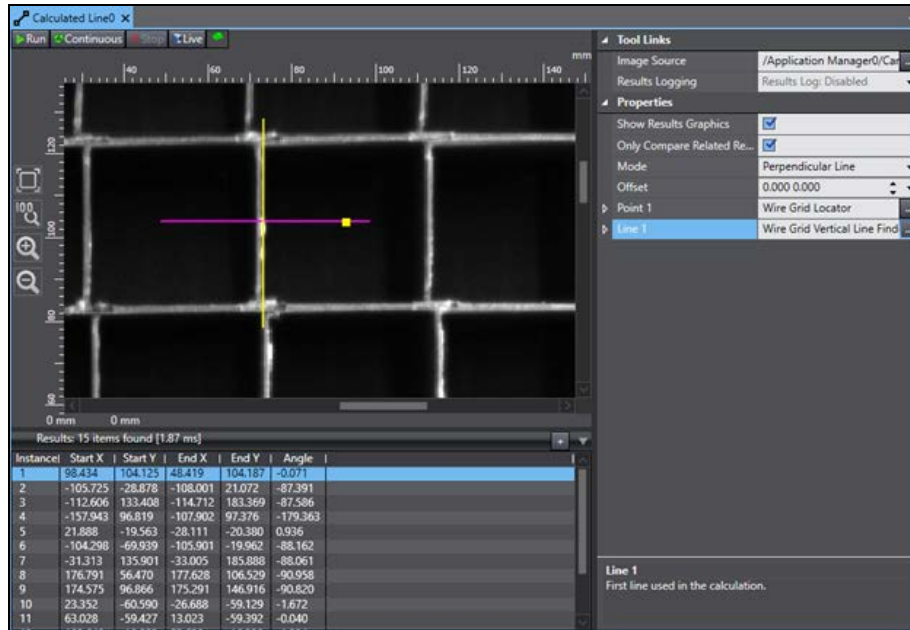 Calculated Line0
Run Continuous Stop Live
Tool Links
Image Source /Application Manager0/Car
Results Logging Results Log: Disabled
Properties
Show Results Graphics
Only Compare Related Re...
Mode Perpendicular Line
Offset 0.000 0.000
Point 1 Wire Grid Locator
Line 1 Wire Grid Vertical Line Find
mm
40 60 80 100 120 140
120
100
80
60
100
0 mm 0 mm
Results: 15 items found [1.87 ms]
Instance Start X Start Y End X End Y Angle
1 98.434 104.125 48.419 104.187 -0.071
2 -105.725 -28.878 -108.001 21.072 -87.391
3 -112.606 133.408 -114.712 183.369 -87.586
4 -157.943 96.819 -107.902 97.376 -179.363
5 21.888 -19.563 -28.111 -20.380 0.936
6 -104.298 -69.939 -105.901 -19.962 -88.162
7 -31.313 135.901 -33.005 185.888 -88.061
8 176.791 56.470 177.628 106.529 -90.958
9 174.575 96.866 175.291 146.916 -90.820
10 23.352 -60.590 -26.688 -59.129 -1.672
11 63.028 -59.427 13.023 -59.392 -0.040
Line 1
First line used in the calculation.